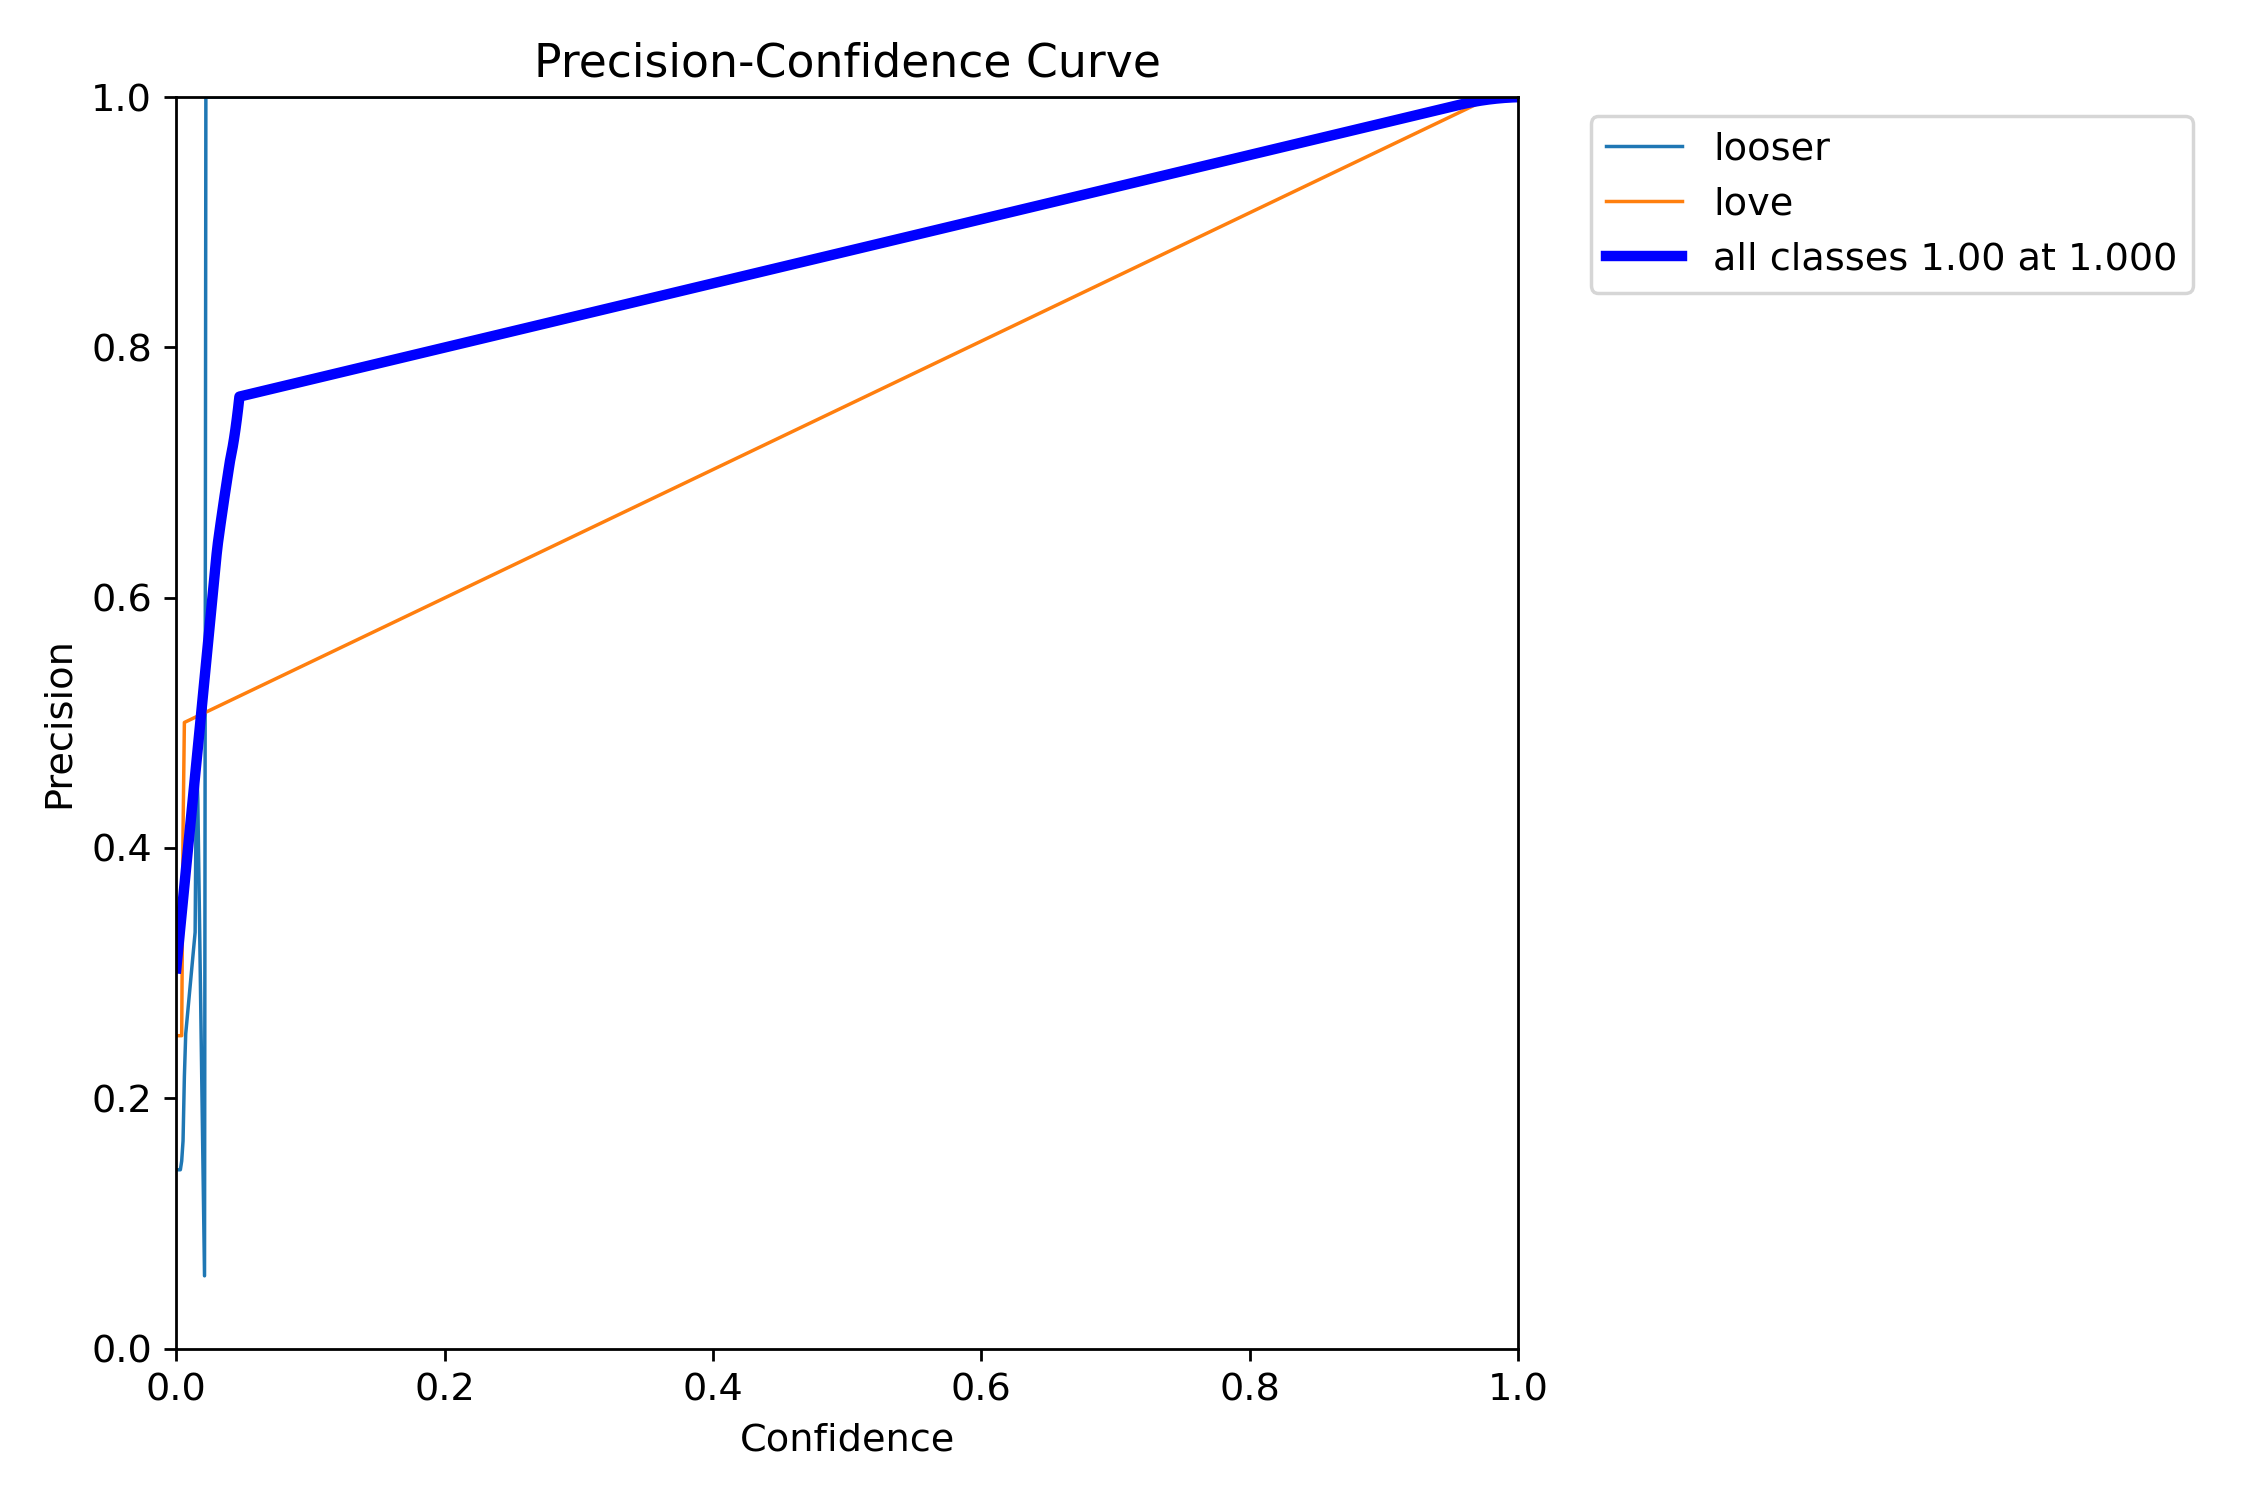 Precision-Confidence Curve
1.0
0.8
0.6
0.4
0.2
0.0
Precision
0.0 0.2 0.4 0.6 0.8 1.0
Confidence
looser
love
all classes 1.00 at 1.000